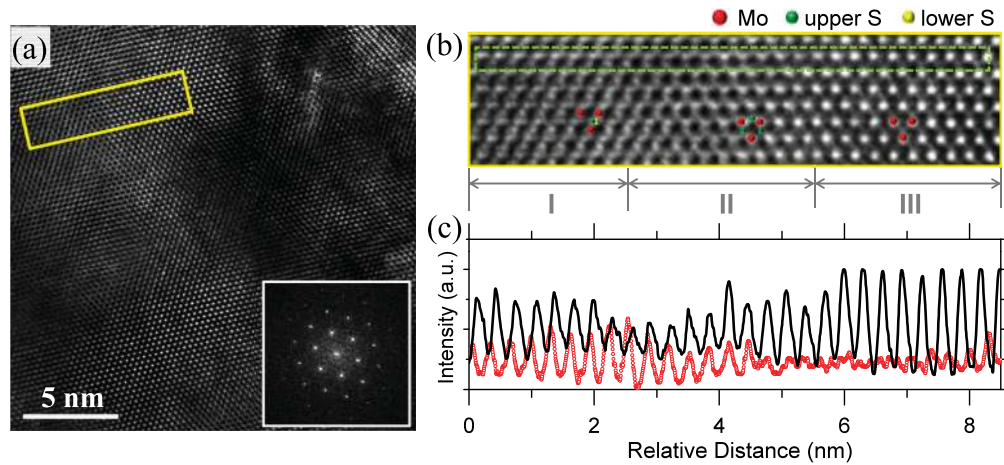 (a)
5 nm
Mo upper S lower S
(b)
I II III
(c)
Intensity (a.u.)
0 2 4 6 8
Relative Distance (nm)